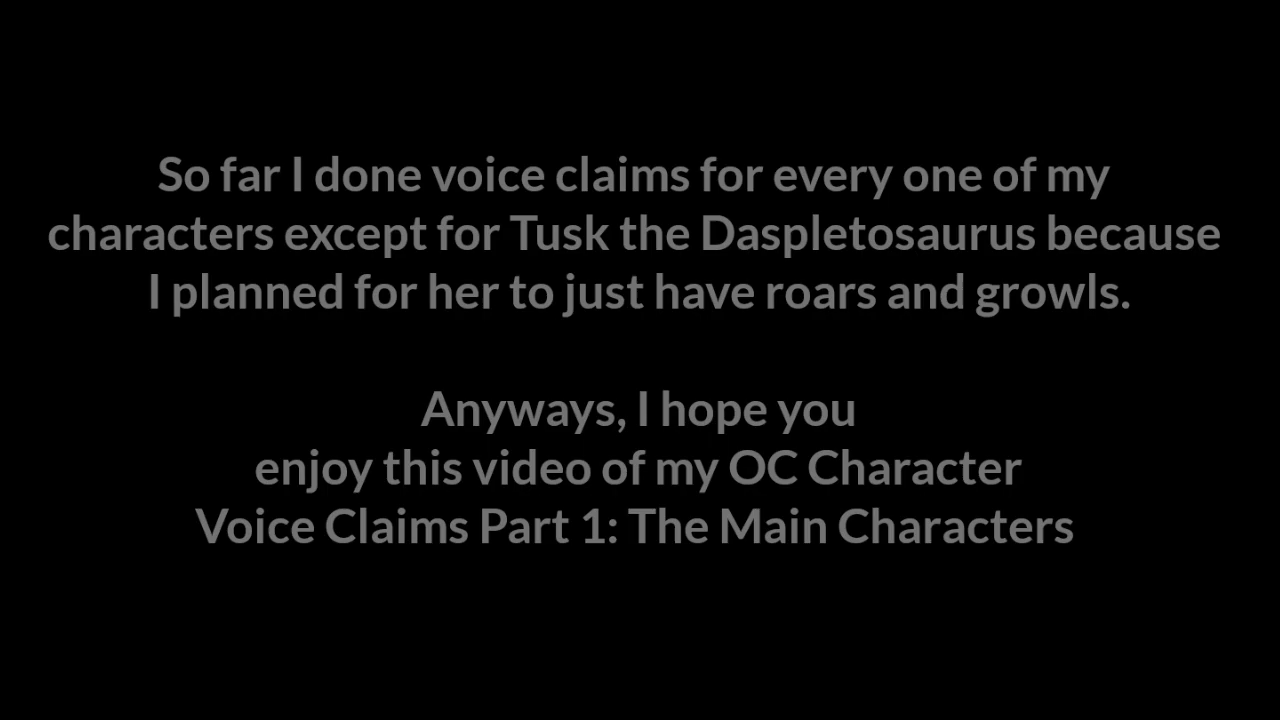 So far I done voice claims for every one of my
characters except for Tusk the Daspletosaurus because
I planned for her to just have roars and growls.
Anyways, I hope you
enjoy this video of my OC Character
Voice Claims Part 1: The Main Characters